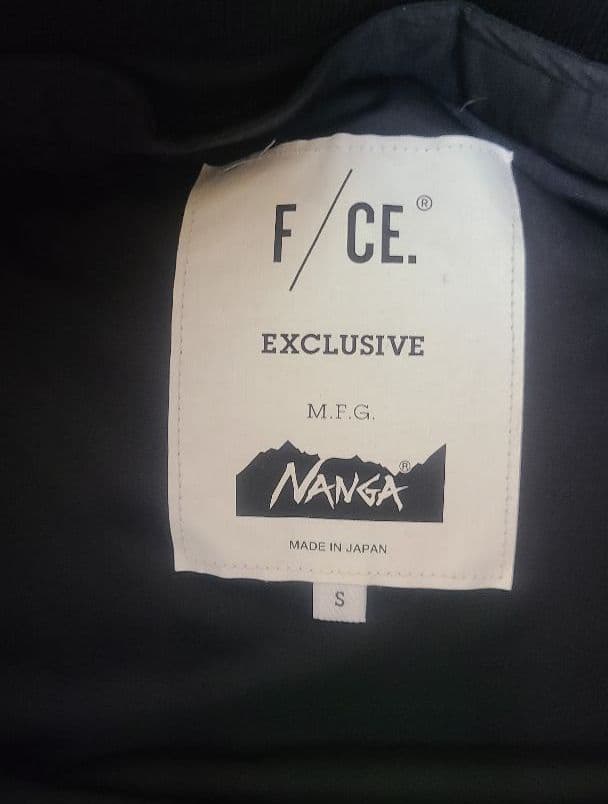 F/CE.®
EXCLUSIVE
M.F.G.
NANGA®
MADE IN JAPAN
S